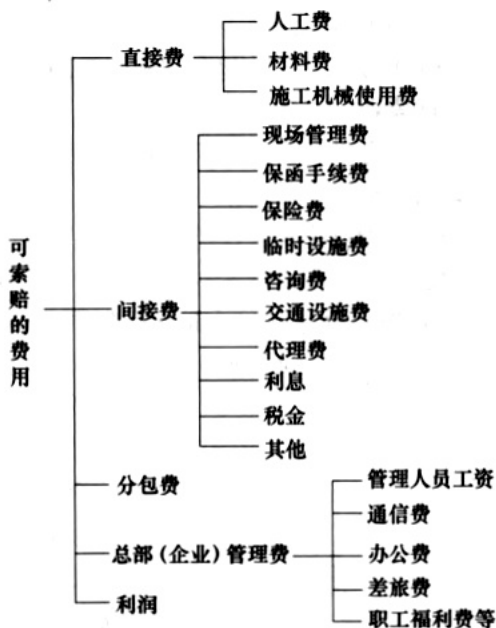 可索赔的费用
直接费
人工费
材料费
施工机械使用费
间接费
现场管理费
保函手续费
保险费
临时设施费
咨询费
交通设施费
代理费
利息
税金
其他
分包费
总部(企业)管理费
管理人员工资
通信费
办公费
差旅费
职工福利费等
利润